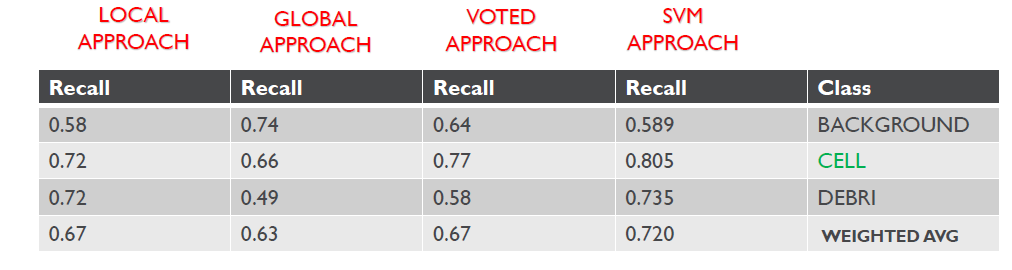 LOCAL APPROACH
GLOBAL APPROACH
VOTED APPROACH
SVM APPROACH
Recall Recall Recall Recall Class
0.58 0.74 0.64 0.589 BACKGROUND
0.72 0.66 0.77 0.805 CELL
0.72 0.49 0.58 0.735 DEBRI
0.67 0.63 0.67 0.720 WEIGHTED AVG